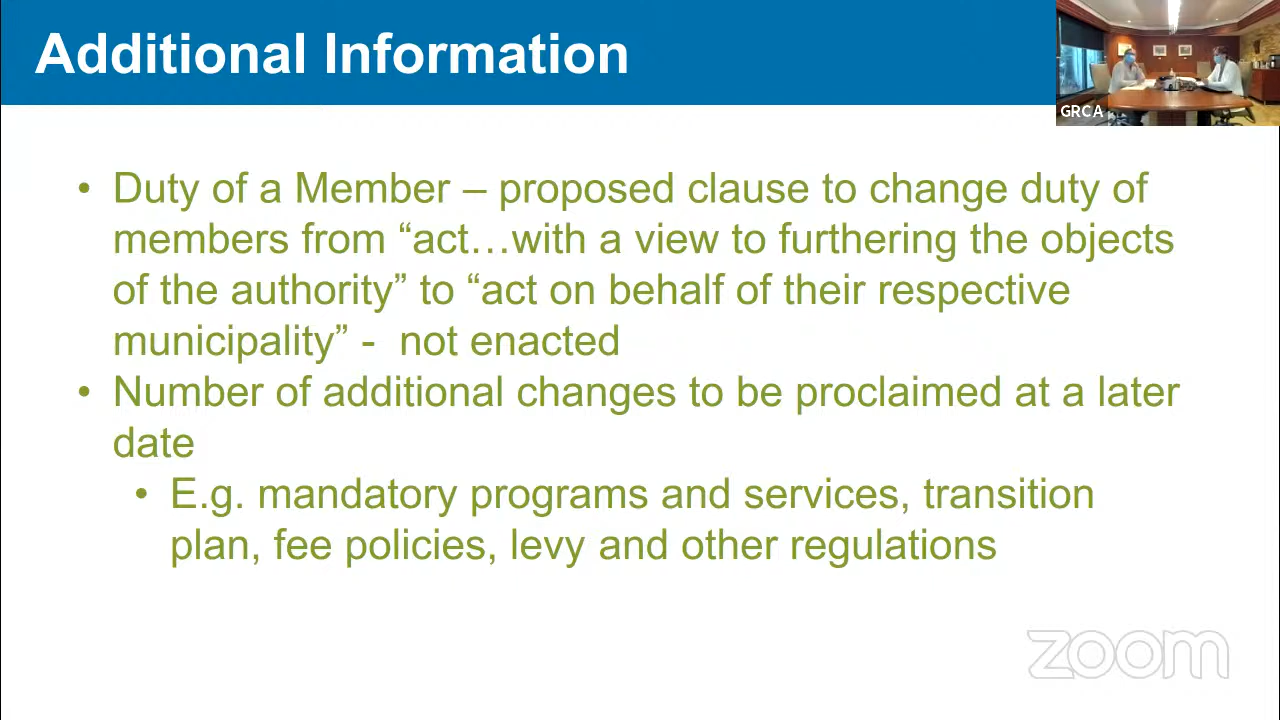 Additional Information
GRCA
• Duty of a Member – proposed clause to change duty of
members from “act…with a view to furthering the objects
of the authority” to “act on behalf of their respective
municipality” -  not enacted
• Number of additional changes to be proclaimed at a later
date
• E.g. mandatory programs and services, transition
plan, fee policies, levy and other regulations
zoom